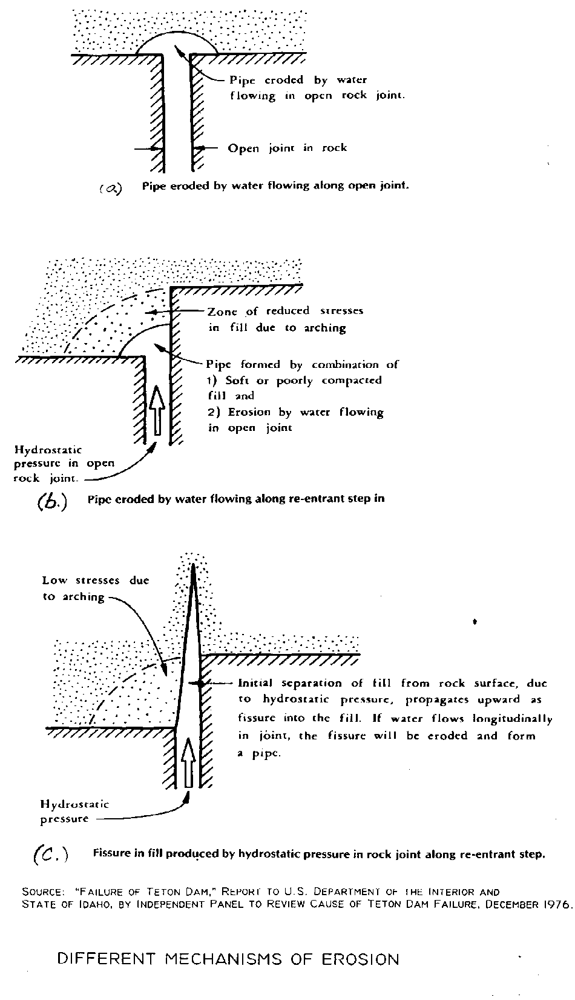 Pipe eroded by water
flowing in open rock joint.
Open joint in rock
(a.) Pipe eroded by water flowing along open joint.
Zone of reduced stresses
in fill due to arching
Pipe formed by combination of
1) Soft or poorly compacted
fill and
2) Erosion by water flowing
in open joint
Hydrostatic
pressure in open
rock joint.
(b.) Pipe eroded by water flowing along re-entrant step in
Low stresses due
to arching
Initial separation of fill from rock surface, due
to hydrostatic pressure, propagates upward as
fissure into the fill. If water flows longitudinally
in joint, the fissure will be eroded and form
a pipe.
Hydrostatic
pressure
(c.) Fissure in fill produced by hydrostatic pressure in rock joint along re-entrant step.
SOURCE: "FAILURE OF TETON DAM," REPORT TO U.S. DEPARTMENT OF THE INTERIOR AND
STATE OF IDAHO, BY INDEPENDENT PANEL TO REVIEW CAUSE OF TETON DAM FAILURE, DECEMBER 1976.
DIFFERENT MECHANISMS OF EROSION